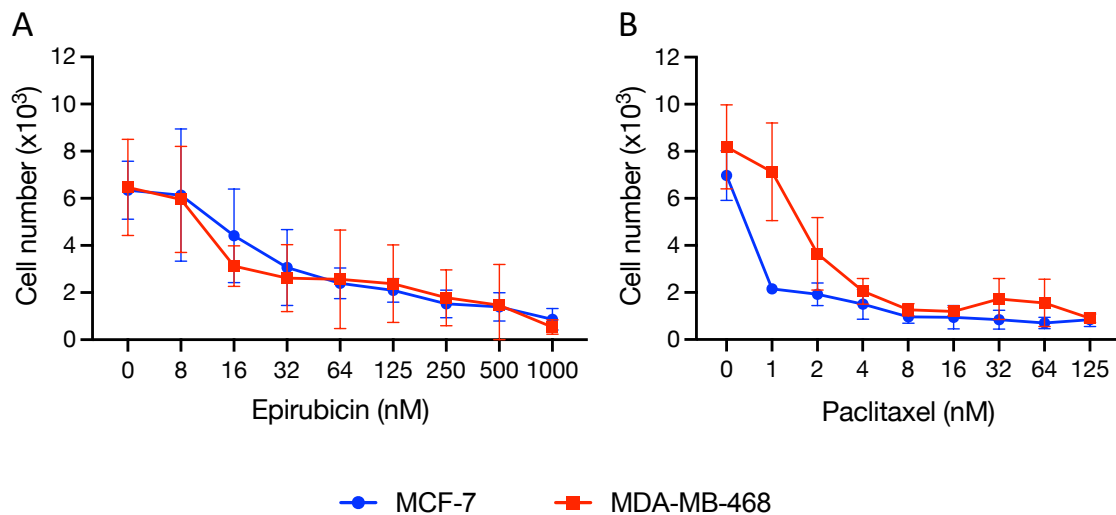 A
Cell number (x10³)
12
10
8
6
4
2
0
0 8 16 32 64 125 250 500 1000
Epirubicin (nM)
B
Cell number (x10³)
12
10
8
6
4
2
0
0 1 2 4 8 16 32 64 125
Paclitaxel (nM)
MCF-7 MDA-MB-468